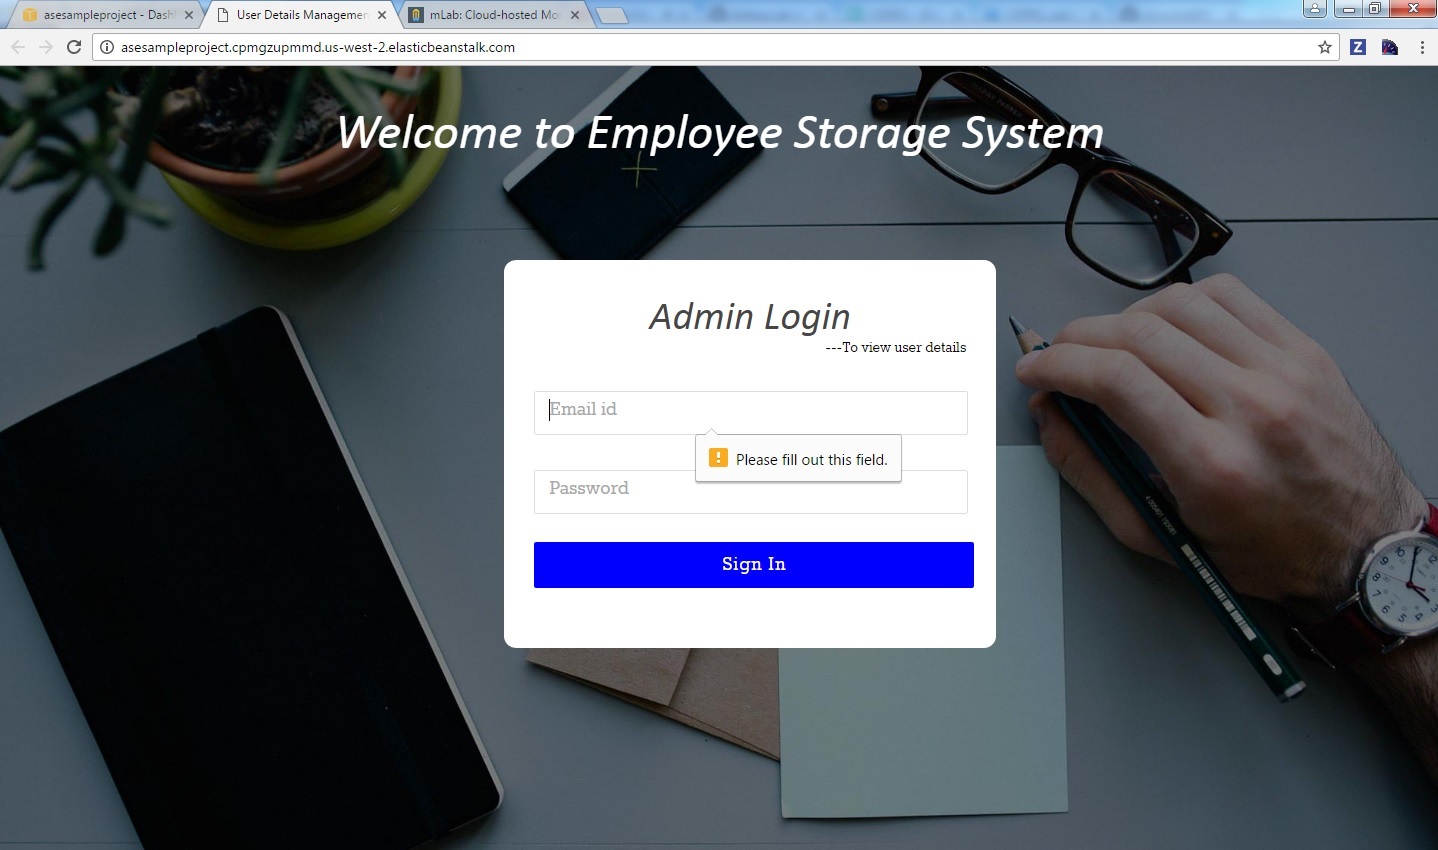 asesampleproject - Dash
User Details Managemen
mLab: Cloud-hosted Mo
asesampleproject.cpmgzupmmd.us-west-2.elasticbeanstalk.com
Z
Welcome to Employee Storage System
Admin Login
---To view user details
Email id
Please fill out this field.
Password
Sign In